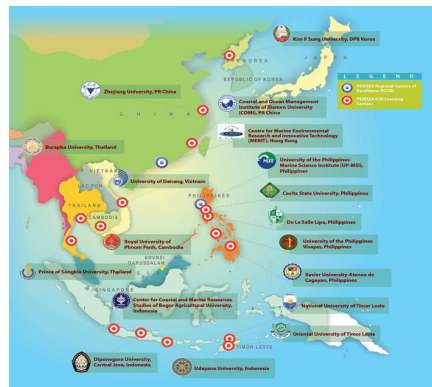 Kim Il Sung University, DPR Korea
KOREA
JAPAN
REPUBLIC OF KOREA
LEGEND
PEMSEA Regional Centers of
Excellence (RCOE)
PEMSEA ICM Learning
Centers
Zhejiang University, PR China
Coastal and Ocean Management
Institute of Xiamen University
(COMI), PR China
CHINA
Centre for Marine Environmental
Research and Innovative Technology
(MERIT), Hong Kong
Burapha University, Thailand
University of the Philippines-
Marine Science Institute (UP-MSI),
Philippines
VIETNAM
University of Danang, Vietnam
LAO PDR
THAILAND
PHILIPPINES
Cavite State University, Philippines
CAMBODIA
De La Salle Lipa, Philippines
Royal University of
Phnom Penh, Cambodia
University of the Philippines
Visayas, Philippines
BRUNEI
DARUSSALAM
Prince of Songkla University, Thailand
Xavier University Ateneo de
Cagayan, Philippines
SINGAPORE
Center for Coastal and Marine Resources
Studies of Bogor Agricultural University,
Indonesia
National University of Timor Leste
Oriental University of Timor Leste
TIMOR-LESTE
Diponegoro University,
Central Java, Indonesia
Udayana University, Indonesia